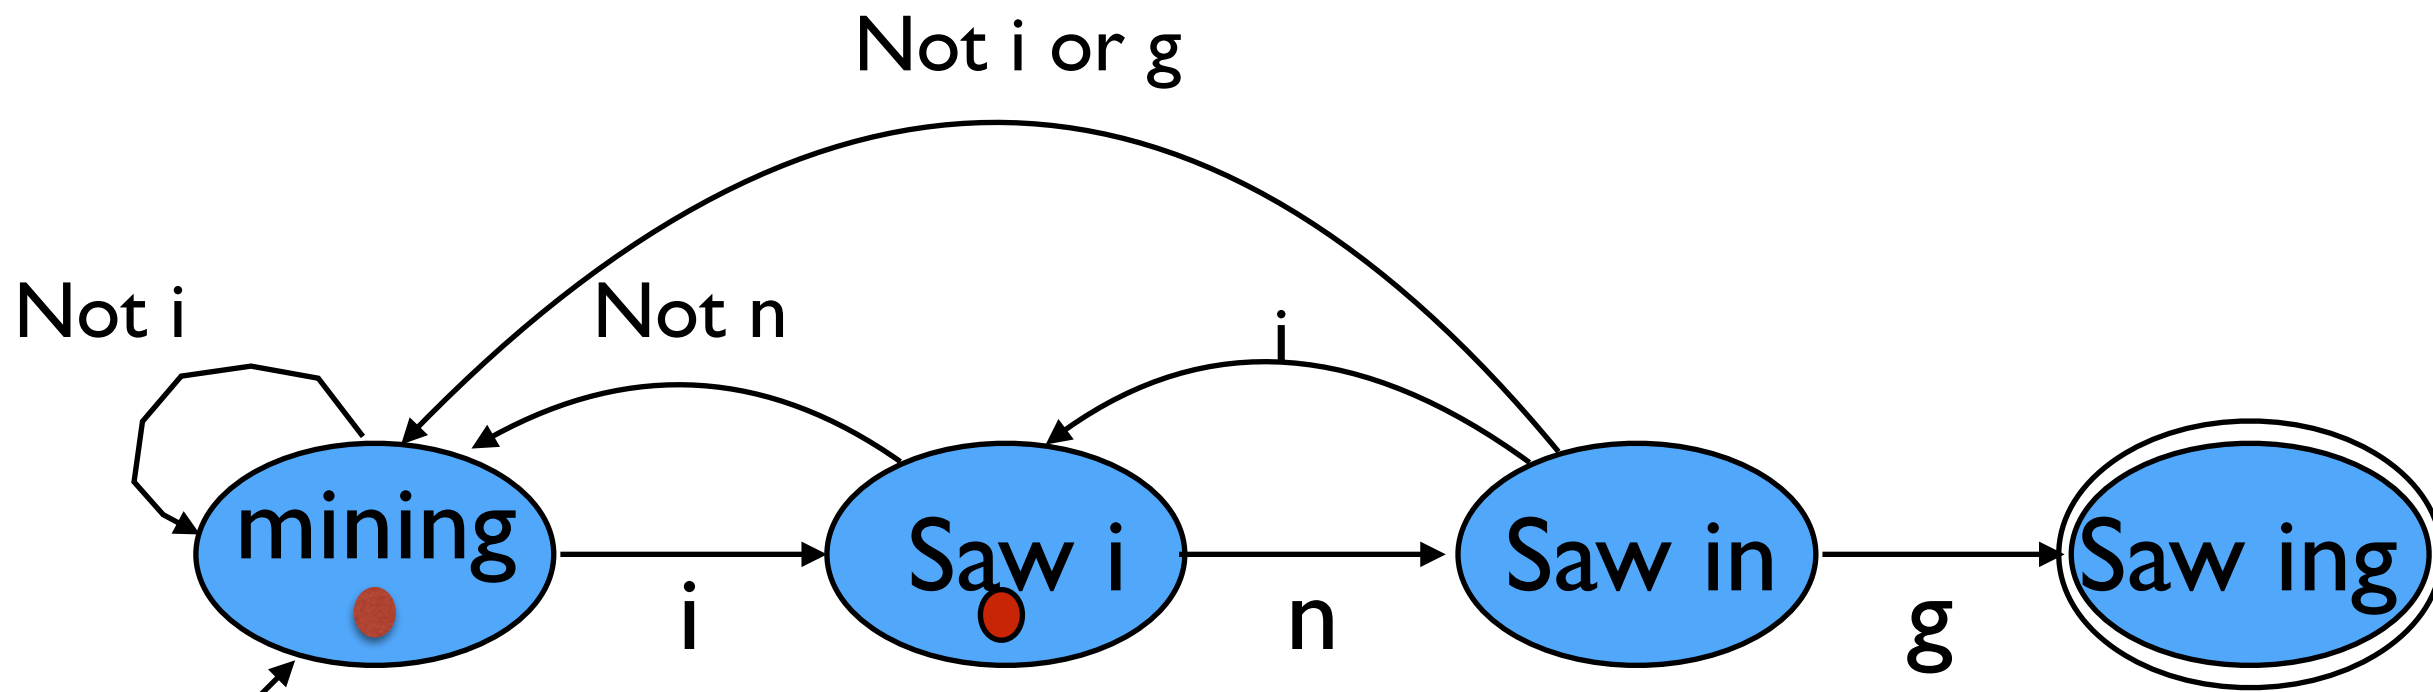 Not i or g
Not i
Not n
i
mining
Saw i
Saw in
Saw ing
i
n
g